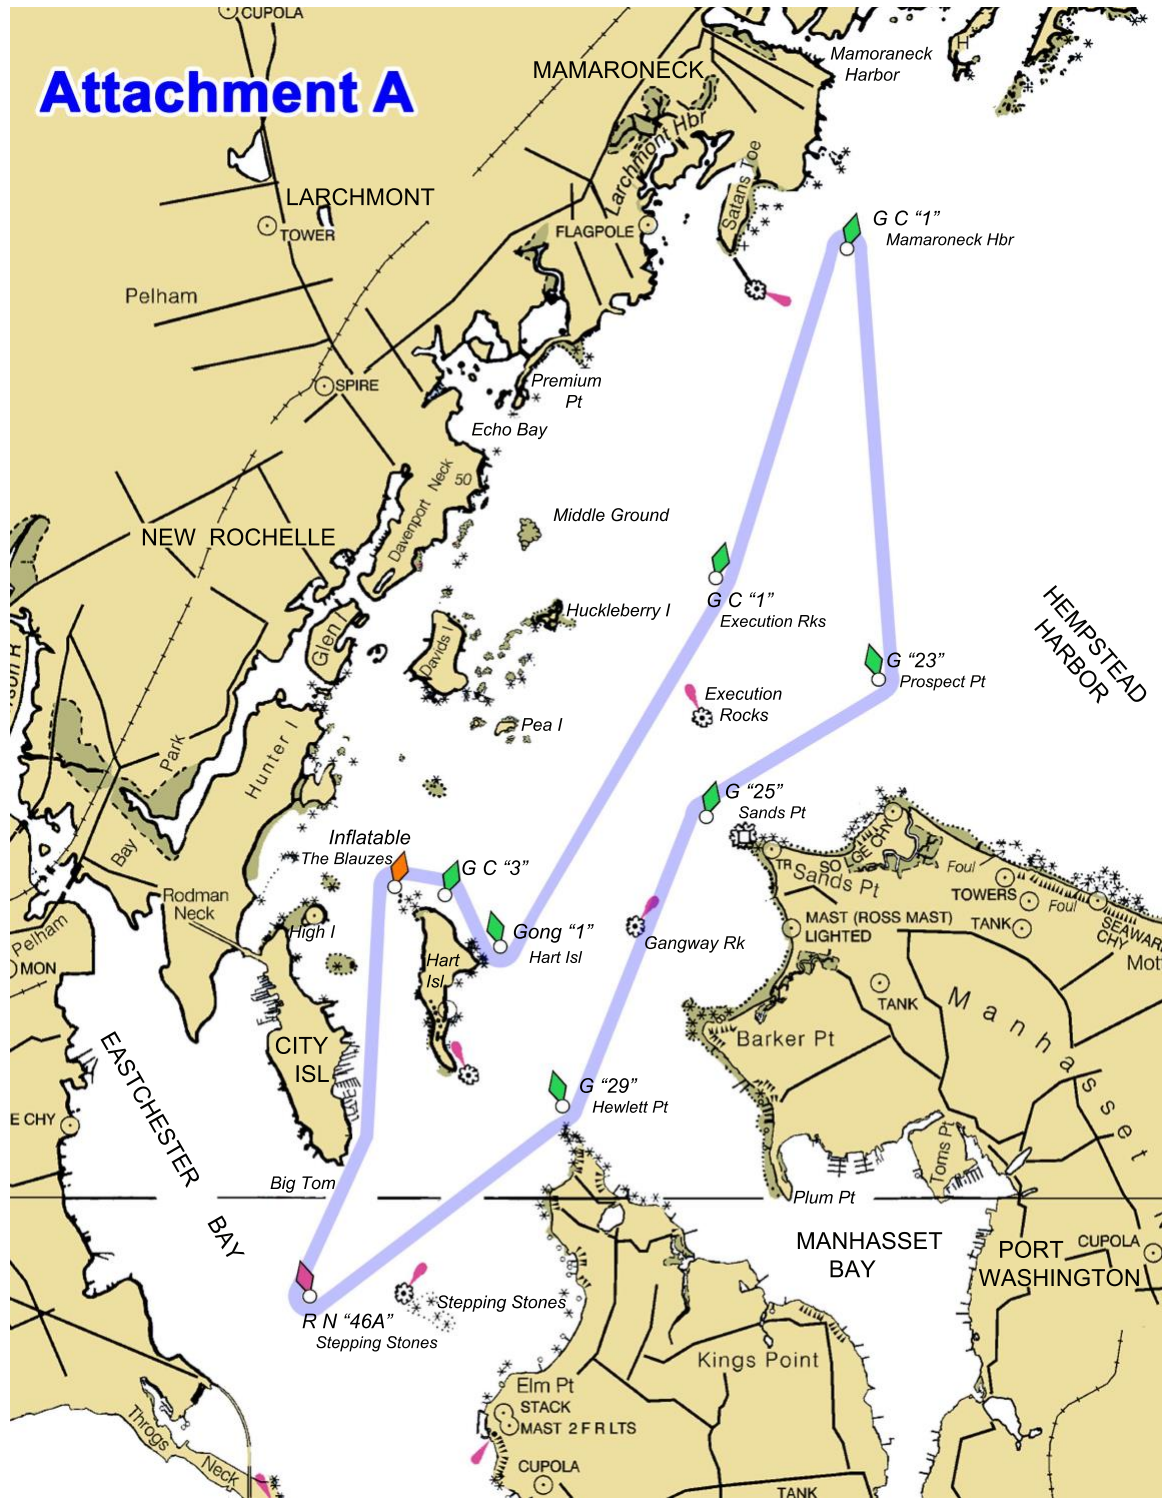 CUPOLA
Attachment A
MAMARONECK
Mamoraneck
Harbor
H
Larchmont Hbr
Satans Toe
LARCHMONT
TOWER
FLAGPOLE
G C “1”
Mamaroneck Hbr
Pelham
SPIRE
Premium
Pt
Echo Bay
50
Davenport Neck
Middle Ground
NEW ROCHELLE
G C “1”
Execution Rks
Huckleberry I
HEMPSTEAD
HARBOR
Glen I
Davids I
G “23”
Prospect Pt
Execution
Rocks
Pea I
Park
Hunter I
Bay
G “25”
Sands Pt
Inflatable
The Blauzes
G C “3”
TR
SO
GE CHY
Sands Pt
Foul
TOWERS
Foul
Rodman
Neck
Pelham
MON
High I
Gong “1”
Hart Isl
Hart
Isl
Gangway Rk
MAST (ROSS MAST)
LIGHTED
TANK
SEAWAR
CHY
Mot
TANK
Manhasset
Barker Pt
CITY
ISL
EASTCHESTER
BAY
E CHY
G “29”
Hewlett Pt
Toms Pt
Big Tom
Plum Pt
MANHASSET
BAY
PORT
WASHINGTON
CUPOLA
R N “46A”
Stepping Stones
Stepping Stones
Kings Point
Elm Pt
STACK
MAST 2 F R LTS
CUPOLA
TANK
Throgs
Neck